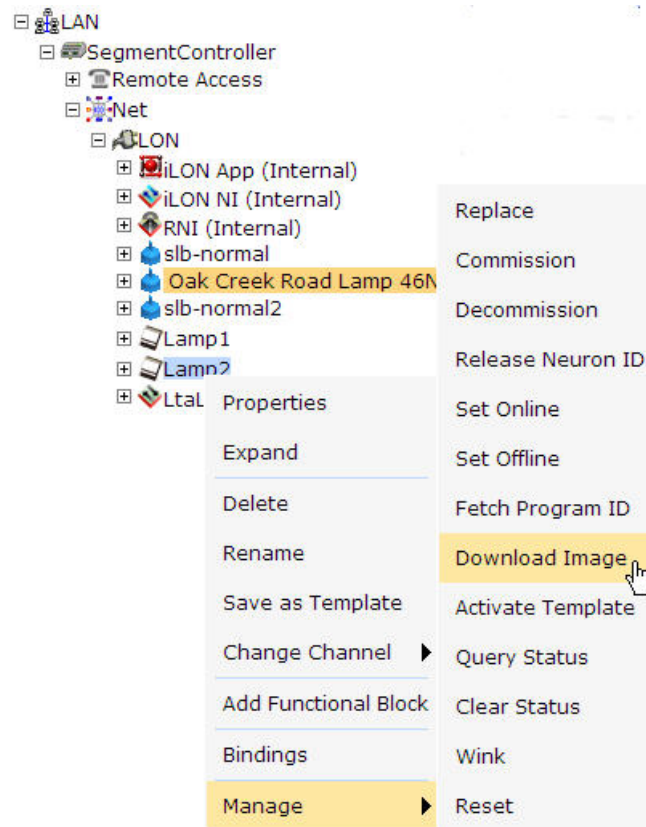 LAN
SegmentController
Remote Access
Net
LON
iLON App (Internal)
iLON NI (Internal)
RNI (Internal)
slb-normal
Oak Creek Road Lamp 46N
slb-normal2
Lamp1
Lamp2
LtaL
Properties
Expand
Delete
Rename
Save as Template
Change Channel
Add Functional Block
Bindings
Manage
Replace
Commission
Decommission
Release Neuron ID
Set Online
Set Offline
Fetch Program ID
Download Image
Activate Template
Query Status
Clear Status
Wink
Reset